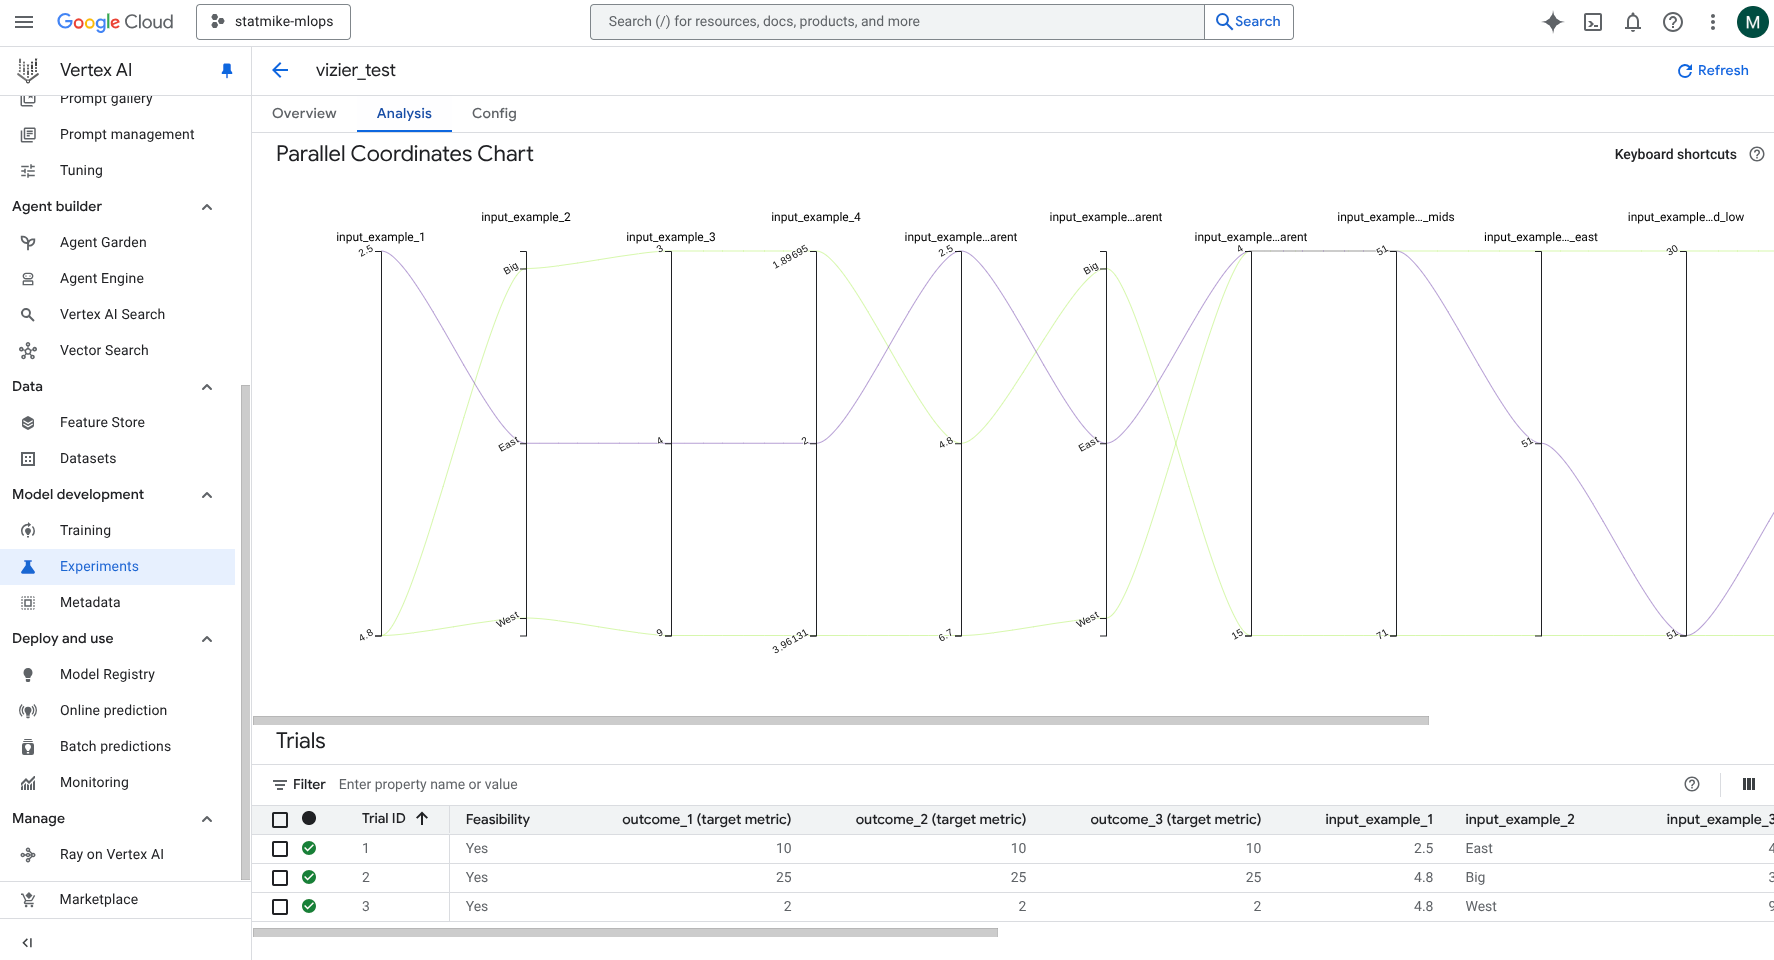 Google Cloud
statmike-mlops
Search (/) for resources, docs, products, and more
Search
M
Vertex AI
vizier_test
Refresh
Prompt gallery
Prompt management
Tuning
Agent builder
Agent Garden
Agent Engine
Vertex AI Search
Vector Search
Data
Feature Store
Datasets
Model development
Training
Experiments
Metadata
Deploy and use
Model Registry
Online prediction
Batch predictions
Monitoring
Manage
Ray on Vertex AI
Marketplace
Overview Analysis Config
Parallel Coordinates Chart
Keyboard shortcuts
input_example_2 input_example_4 input_example...arent input_example..._mids input_example...d_low
input_example_1 input_example_3 input_example...arent input_example...arent input_example..._east
2.5 3 1.89695 2.5 4 51 30
Big Big
East 4 2 4.8 East 51
West West
4.8 9 3.96131 6.7 15 71 51
Trials
Filter Enter property name or value
Trial ID Feasibility outcome_1 (target metric) outcome_2 (target metric) outcome_3 (target metric) input_example_1 input_example_2 input_example_3
1 Yes 10 10 10 2.5 East 4
2 Yes 25 25 25 4.8 Big 3
3 Yes 2 2 2 4.8 West 9